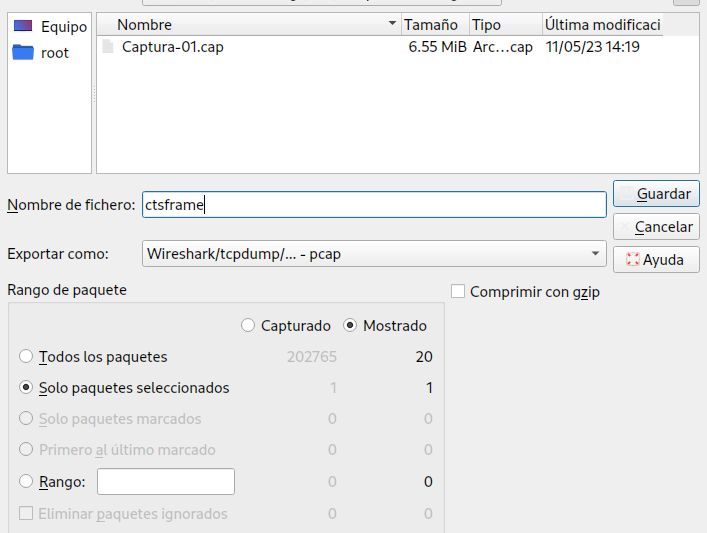 Nombre Tamaño Tipo Última modificaci
Equipo
root
Captura-01.cap 6.55 MiB Arc...cap 11/05/23 14:19
Nombre de fichero: ctsframe Guardar
Cancelar
Exportar como: Wireshark/tcpdump/... - pcap Ayuda
Rango de paquete Comprimir con gzip
Capturado Mostrado
Todos los paquetes 202765 20
Solo paquetes seleccionados 1 1
Solo paquetes marcados 0 0
Primero al último marcado 0 0
Rango: 0 0
Eliminar paquetes ignorados 0 0